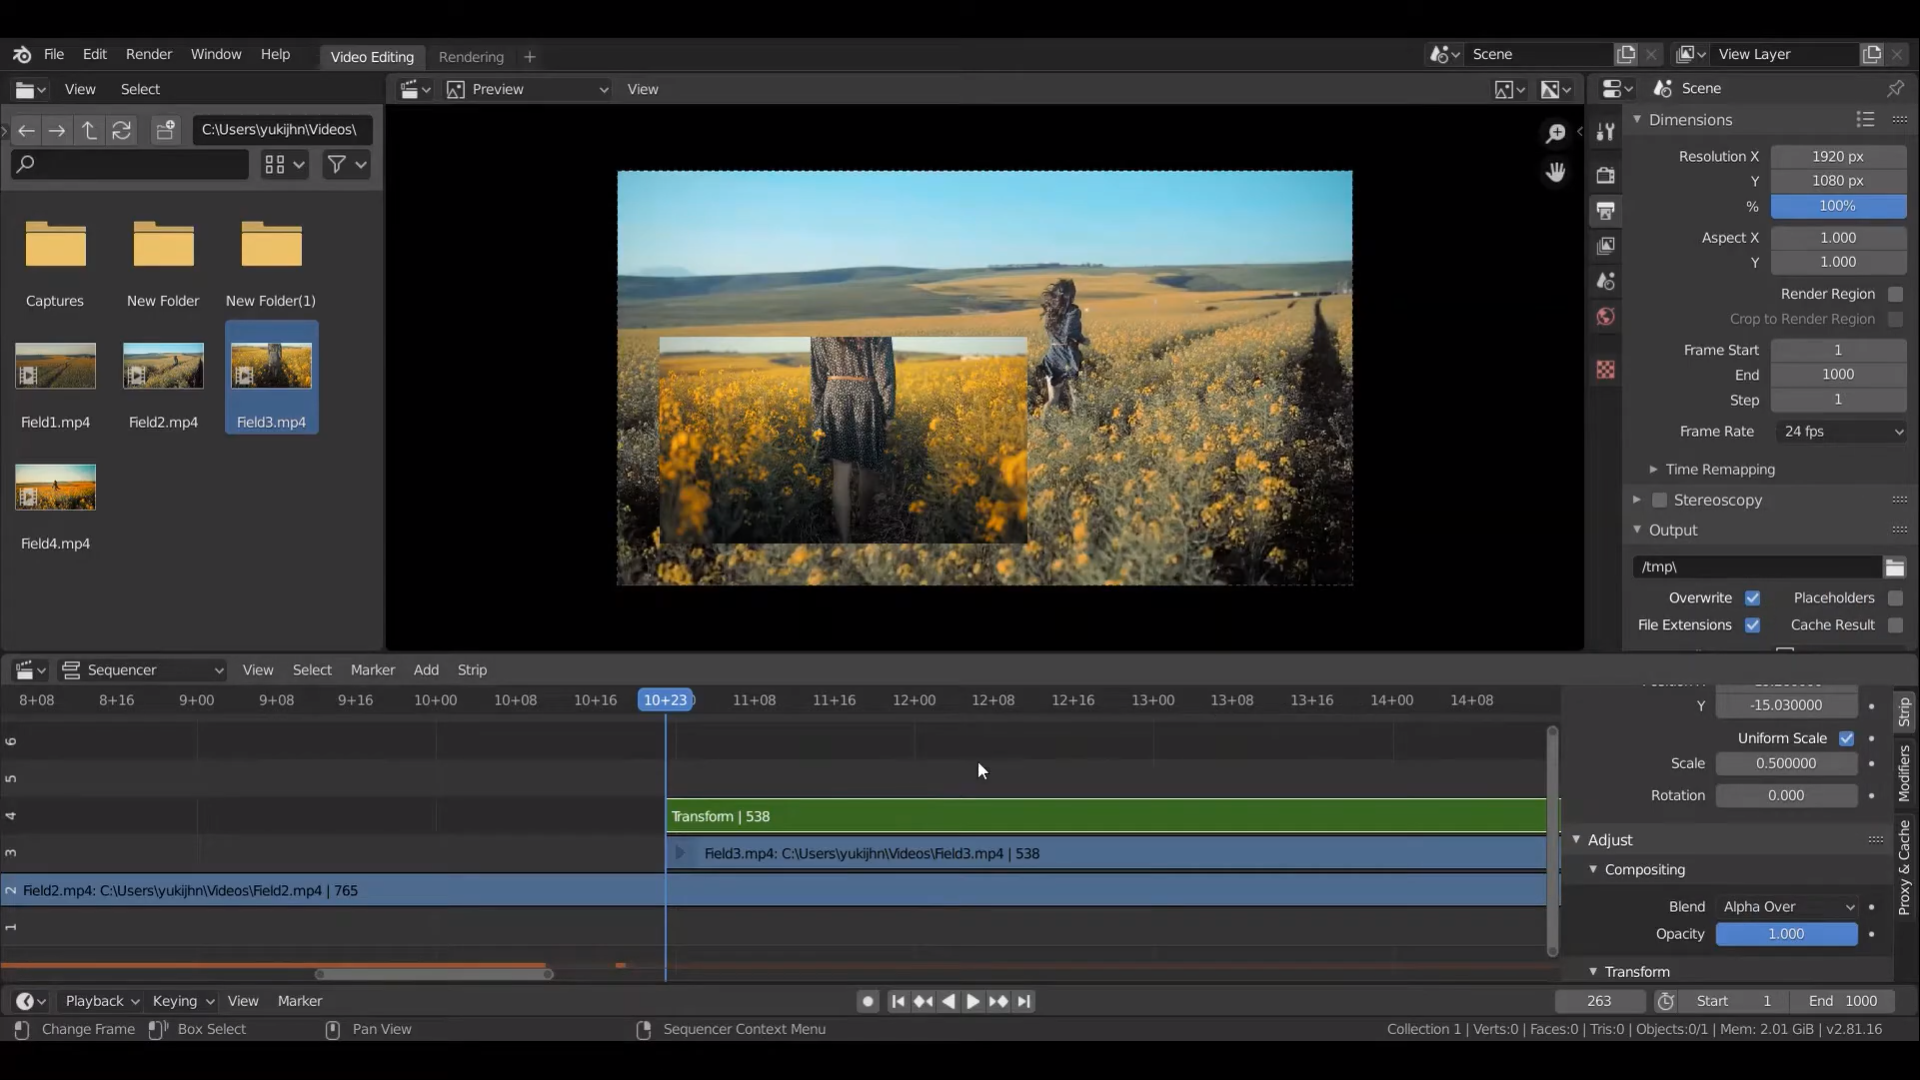 File Edit Render Window Help Video Editing Rendering + Scene View Layer
View Select Preview View Scene
C:\Users\yukijhn\Videos\
Captures New Folder New Folder(1)
Field1.mp4 Field2.mp4 Field3.mp4
Field4.mp4
Dimensions
Resolution X 1920 px
Y 1080 px
% 100%
Aspect X 1.000
Y 1.000
Render Region
Crop to Render Region
Frame Start 1
End 1000
Step 1
Frame Rate 24 fps
Time Remapping
Stereoscopy
Output
/tmp\
Overwrite Placeholders
File Extensions Cache Result
Sequencer View Select Marker Add Strip
8+08 8+16 9+00 9+08 9+16 10+00 10+08 10+16 10+23 11+08 11+16 12+00 12+08 12+16 13+00 13+08 13+16 14+00 14+08
6
5
4 Transform | 538
3 Field3.mp4: C:\Users\yukijhn\Videos\Field3.mp4 | 538
2 Field2.mp4: C:\Users\yukijhn\Videos\Field2.mp4 | 765
1
Y -15.030000
Uniform Scale
Scale 0.500000
Rotation 0.000
Adjust
Compositing
Blend Alpha Over
Opacity 1.000
Transform
Strip
Modifiers
Proxy & Cache
Playback Keying View Marker 263 Start 1 End 1000
Change Frame Box Select Pan View Sequencer Context Menu Collection 1 | Verts:0 | Faces:0 | Tris:0 | Objects:0/1 | Mem: 2.01 GiB | v2.81.16